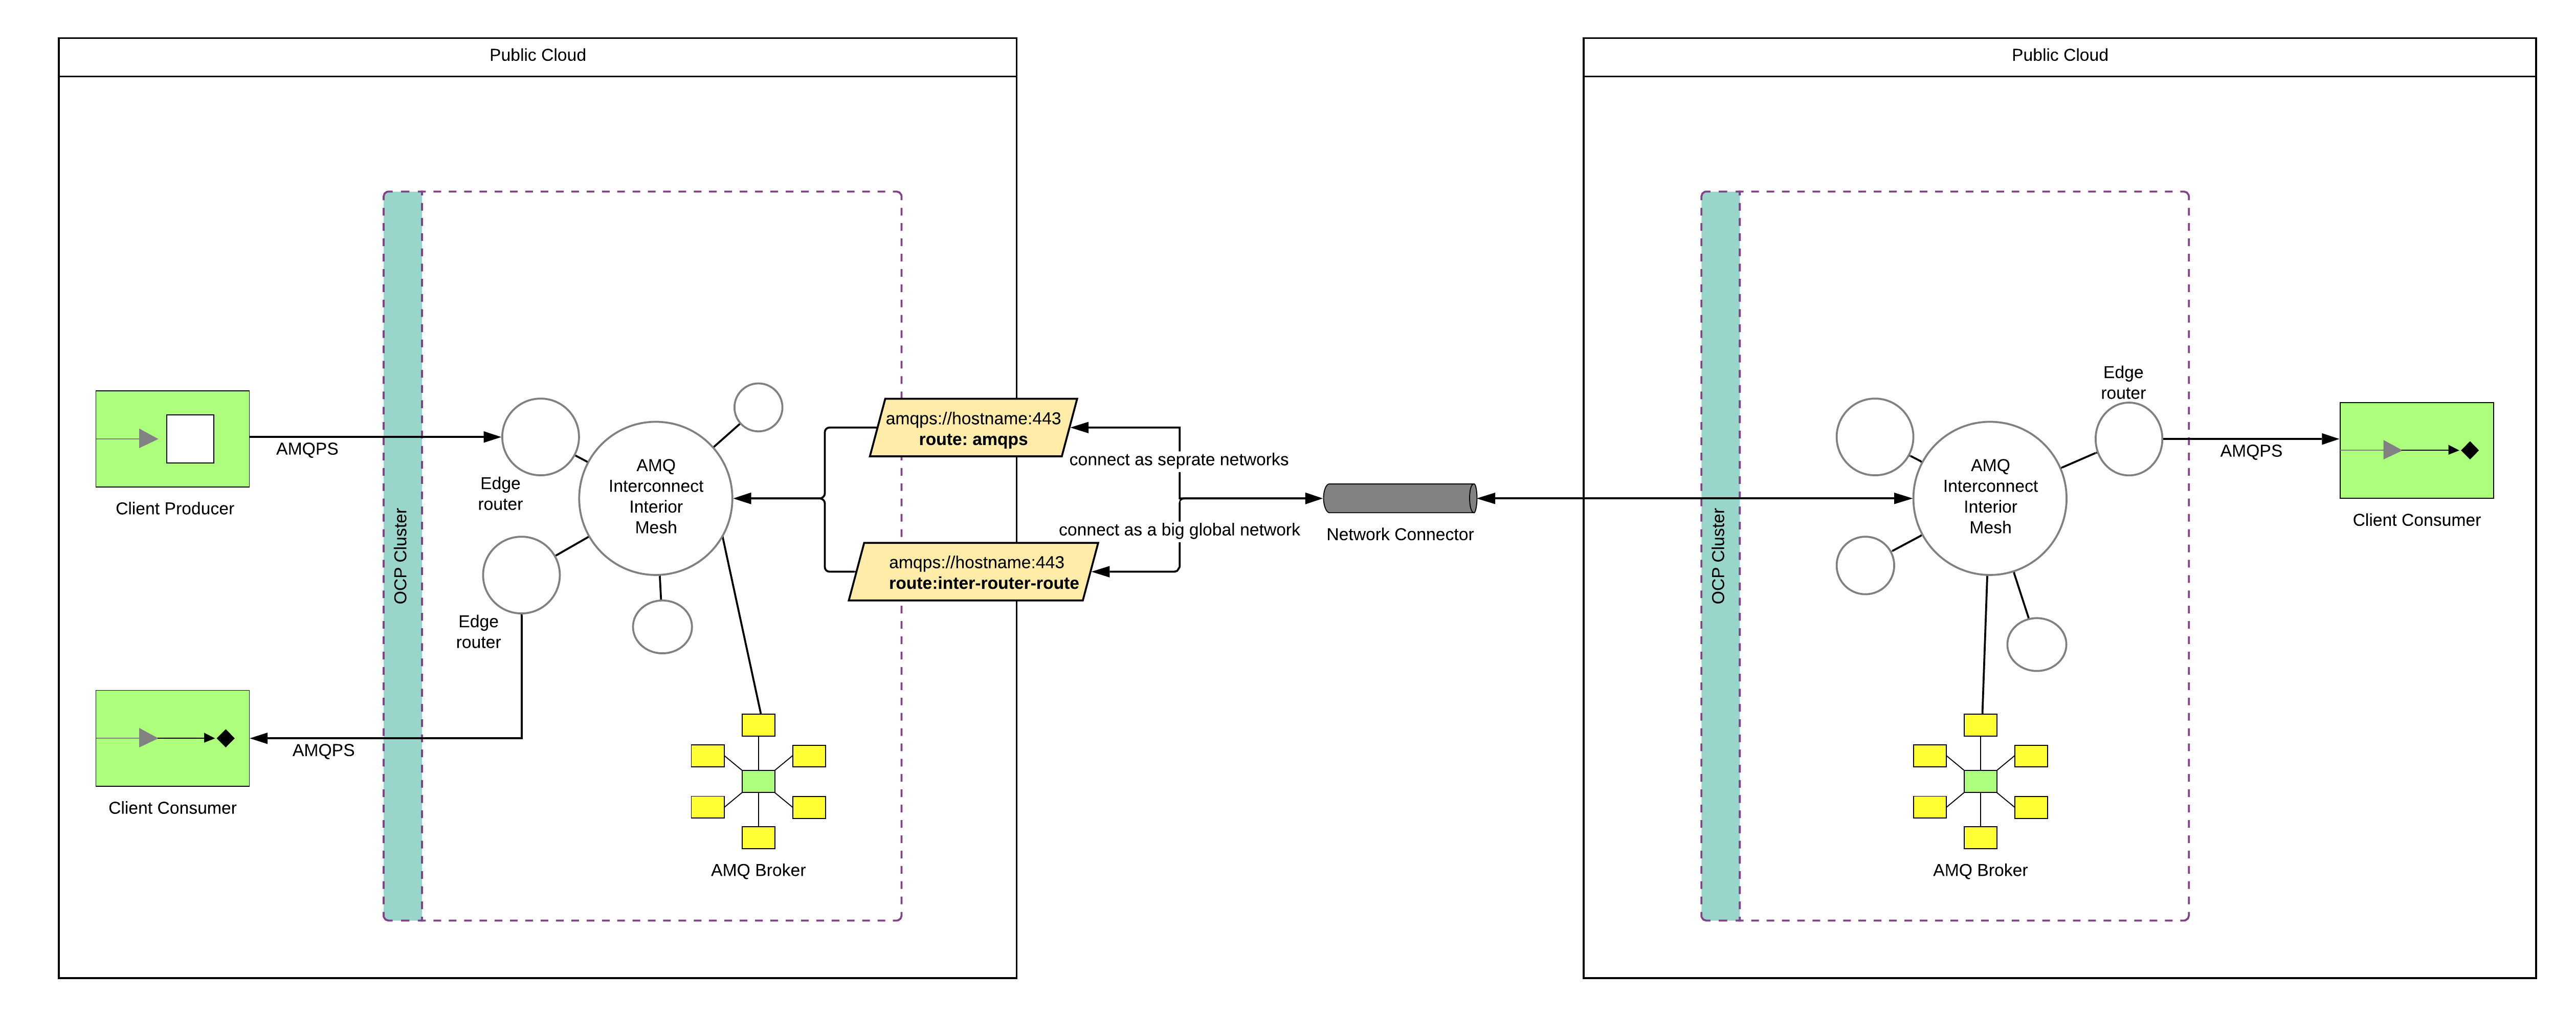 Public Cloud
Public Cloud
OCP Cluster
Client Producer
AMQPS
Edge
router
AMQ
Interconnect
Interior
Mesh
Edge
router
Client Consumer
AMQPS
AMQ Broker
amqps://hostname:443
route: amqps
connect as seprate networks
connect as a big global network
amqps://hostname:443
route:inter-router-route
Network Connector
OCP Cluster
AMQ
Interconnect
Interior
Mesh
Edge
router
AMQPS
Client Consumer
AMQ Broker